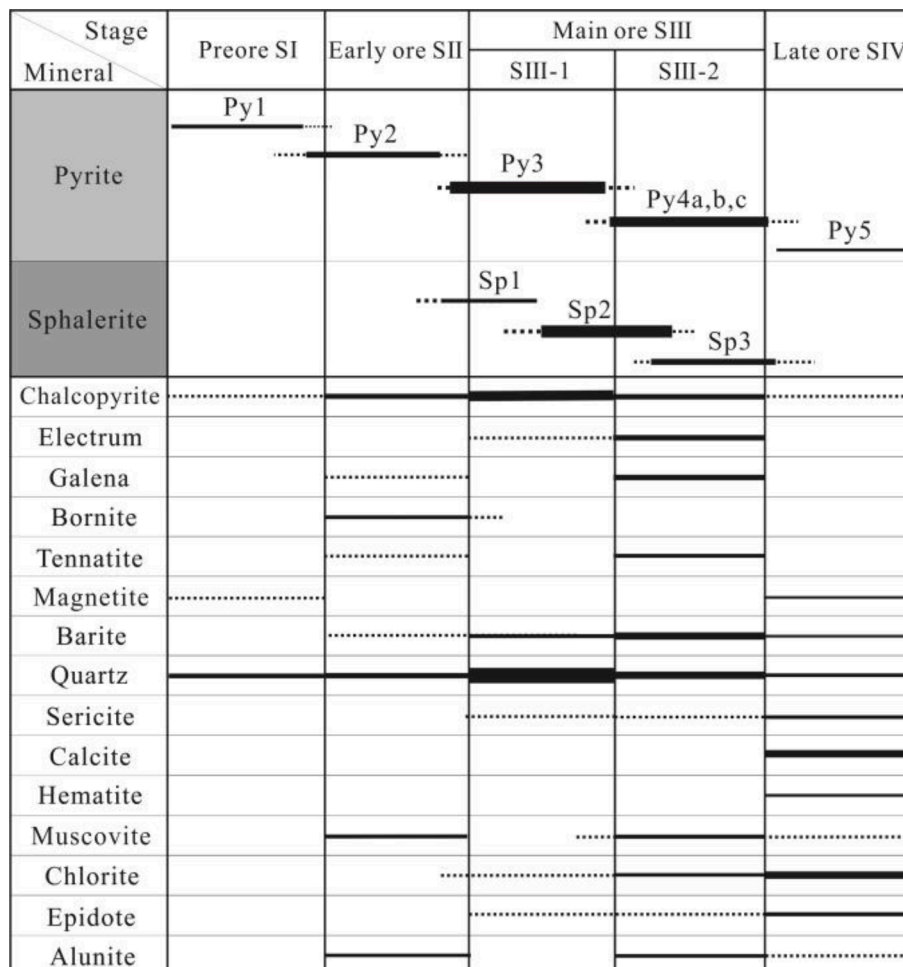 Stage
Mineral
Preore SI
Early ore SII
Main ore SIII
SIII-1
SIII-2
Late ore SIV
Pyrite
Py1
Py2
Py3
Py4a,b,c
Py5
Sphalerite
Sp1
Sp2
Sp3
Chalcopyrite
Electrum
Galena
Bornite
Tennatite
Magnetite
Barite
Quartz
Sericite
Calcite
Hematite
Muscovite
Chlorite
Epidote
Alunite